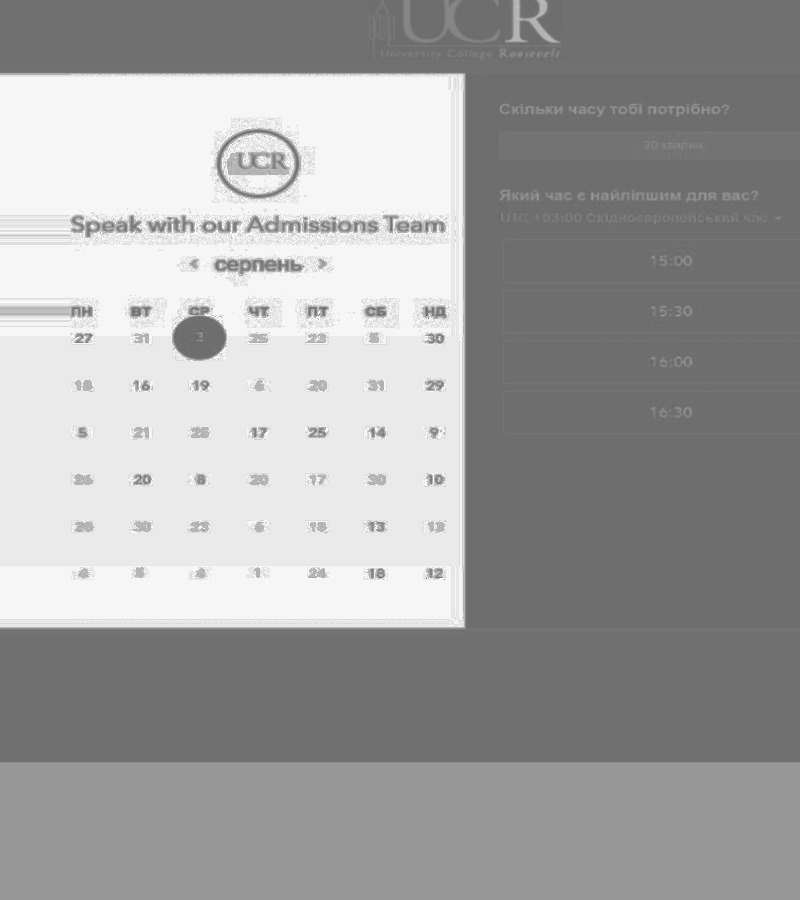 UCR
University College Roosevelt
UCR
Speak with our Admissions Team
< серпень >
ПН ВТ СР ЧТ ПТ СБ НД
27 31 3 25 23 5 30
18 16 19 6 20 31 29
5 21 25 17 25 14 9
26 20 8 20 17 30 10
28 30 23 6 18 13 13
4 5 4 1 24 18 12
Скільки часу тобі потрібно?
30 хвилин
Який час є найліпшим для вас?
UTC +03:00 Східноєвропейський час
15:00
15:30
16:00
16:30